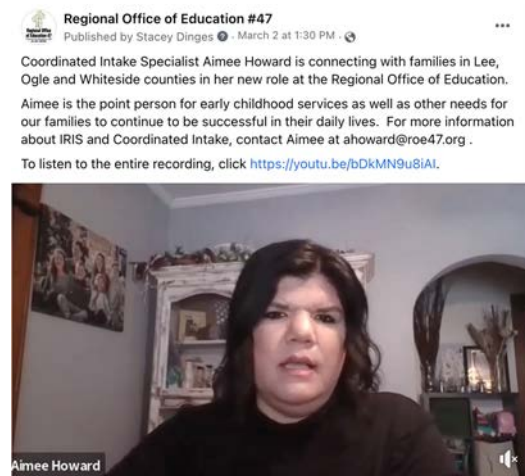 Regional Office of Education #47
Published by Stacey Dinges · March 2 at 1:30 PM ·
Coordinated Intake Specialist Aimee Howard is connecting with families in Lee,
Ogle and Whiteside counties in her new role at the Regional Office of Education.
Aimee is the point person for early childhood services as well as other needs for
our families to continue to be successful in their daily lives.  For more information
about IRIS and Coordinated Intake, contact Aimee at ahoward@roe47.org .
To listen to the entire recording, click https://youtu.be/bDkMN9u8iAI.
Aimee Howard